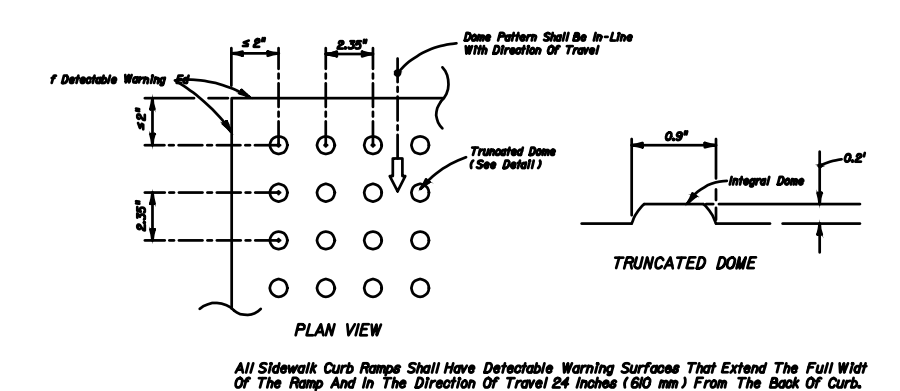 ≤ 2"
2.35"
Dome Pattern Shall Be In-Line
With Direction Of Travel
f Detectable Warning Ed
≤2"
2.35"
Truncated Dome
(See Detail)
PLAN VIEW
0.9"
0.2'
Integral Dome
TRUNCATED DOME
All Sidewalk Curb Ramps Shall Have Detectable Warning Surfaces That Extend The Full Widt
Of The Ramp And In The Direction Of Travel 24 Inches (610 mm) From The Back Of Curb.